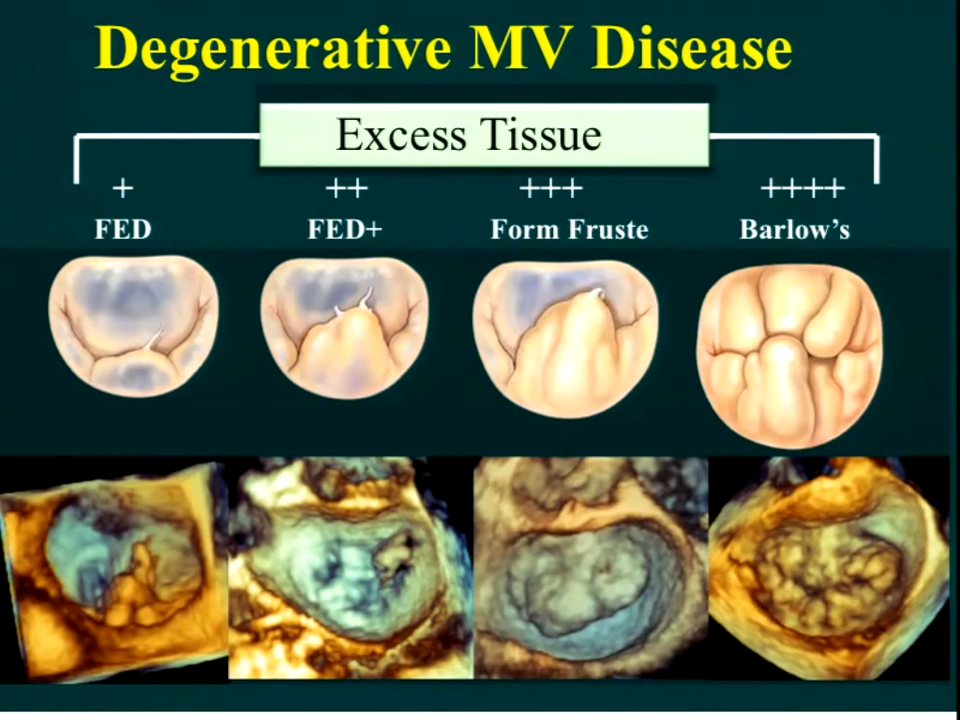 Degenerative MV Disease
Excess Tissue
+ ++ +++ ++++
FED FED+ Form Fruste Barlow’s